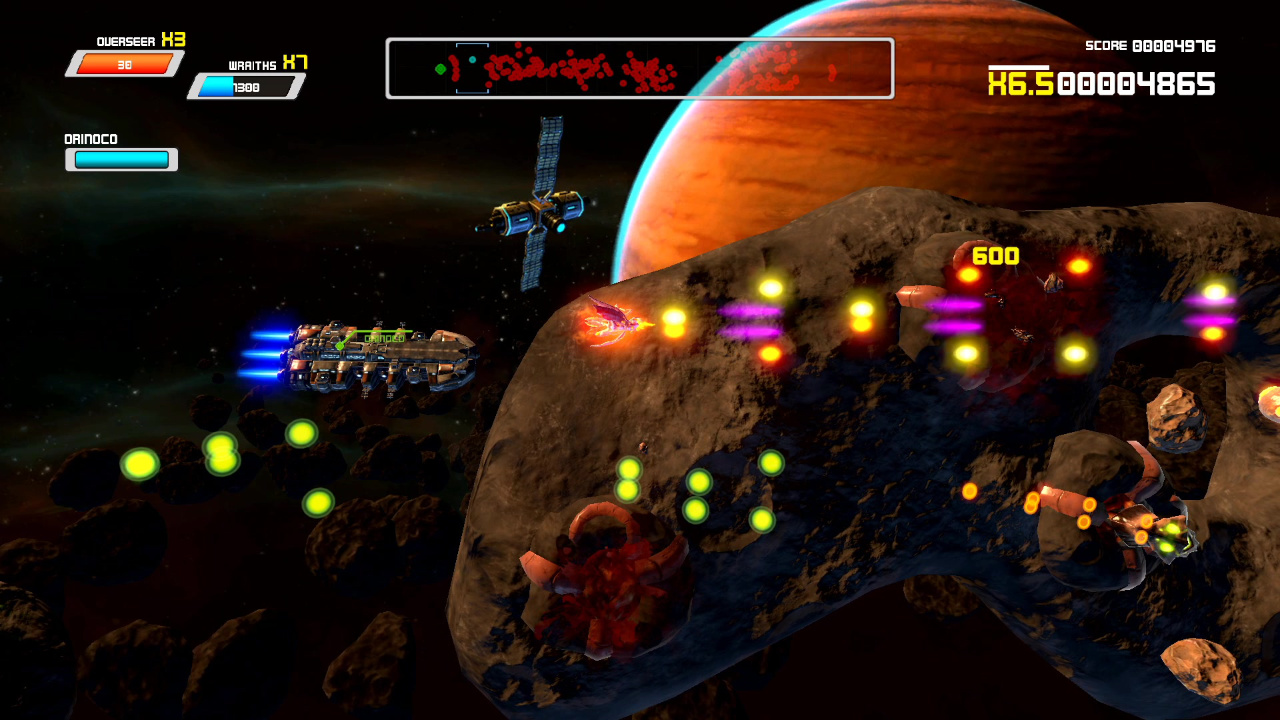 OVERSEER X3
30
WRAITHS X7
1300
ORINOCO
SCORE 00004976
X6.5 00004865
600
ORINOCO